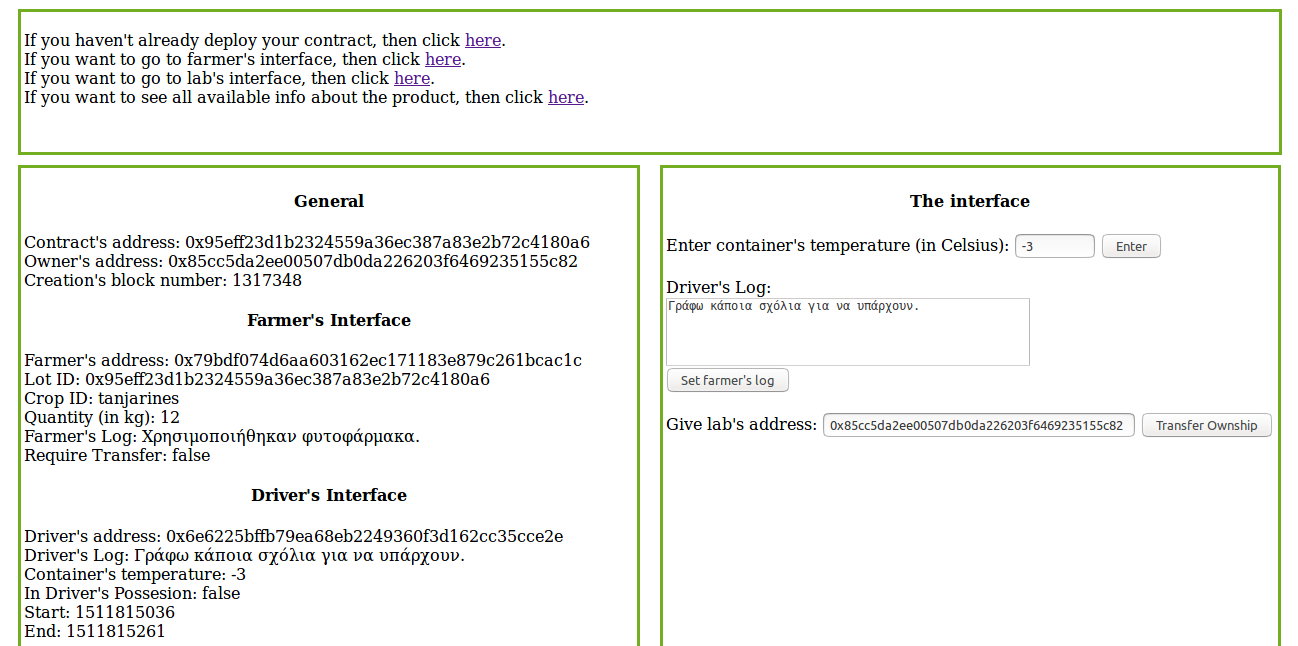 If you haven't already deploy your contract, then click here.
If you want to go to farmer's interface, then click here.
If you want to go to lab's interface, then click here.
If you want to see all available info about the product, then click here.
General
Contract's address: 0x95eff23d1b2324559a36ec387a83e2b72c4180a6
Owner's address: 0x85cc5da2ee00507db0da226203f6469235155c82
Creation's block number: 1317348
Farmer's Interface
Farmer's address: 0x79bdf074d6aa603162ec171183e879c261bcac1c
Lot ID: 0x95eff23d1b2324559a36ec387a83e2b72c4180a6
Crop ID: tanjarines
Quantity (in kg): 12
Farmer's Log: Χρησιμοποιήθηκαν φυτοφάρμακα.
Require Transfer: false
Driver's Interface
Driver's address: 0x6e6225bffb79ea68eb2249360f3d162cc35cce2e
Driver's Log: Γράφω κάποια σχόλια για να υπάρχουν.
Container's temperature: -3
In Driver's Possesion: false
Start: 1511815036
End: 1511815261
The interface
Enter container's temperature (in Celsius): -3 Enter
Driver's Log:
Γράφω κάποια σχόλια για να υπάρχουν.
Set farmer's log
Give lab's address: 0x85cc5da2ee00507db0da226203f6469235155c82 Transfer Ownship